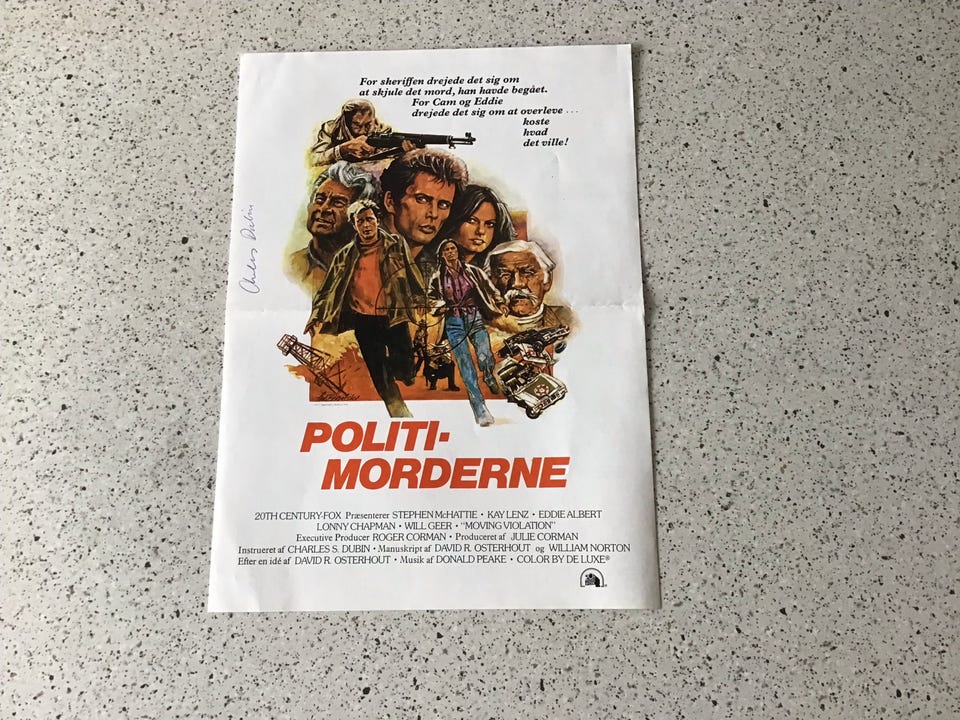 For sheriffen drejede det sig om
at skjule det mord, han havde begået.
For Cam og Eddie
drejede det sig om at overleve . . .
koste
hvad
det ville!
Charles Dubin
POLITI-
MORDERNE
20TH CENTURY-FOX Præsenterer STEPHEN McHATTIE • KAY LENZ • EDDIE ALBERT
LONNY CHAPMAN • WILL GEER • "MOVING VIOLATION"
Executive Producer ROGER CORMAN • Produceret af JULIE CORMAN
Instrueret af CHARLES S. DUBIN • Manuskript af DAVID R. OSTERHOUT og WILLIAM NORTON
Efter en idé af DAVID R. OSTERHOUT • Musik af DONALD PEAKE • COLOR BY DE LUXE®